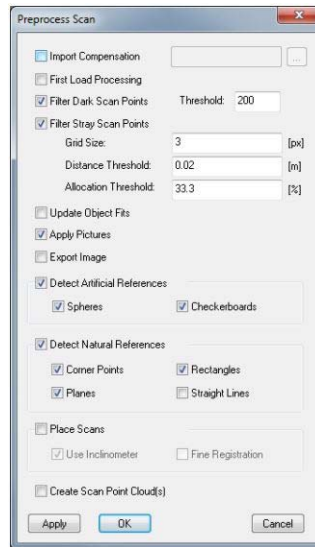 Preprocess Scan
Import Compensation ...
First Load Processing
Filter Dark Scan Points Threshold: 200
Filter Stray Scan Points
Grid Size: 3 [px]
Distance Threshold: 0.02 [m]
Allocation Threshold: 33.3 [%]
Update Object Fits
Apply Pictures
Export Image
Detect Artificial References
Spheres Checkerboards
Detect Natural References
Corner Points Rectangles
Planes Straight Lines
Place Scans
Use Inclinometer Fine Registration
Create Scan Point Cloud(s)
Apply OK Cancel